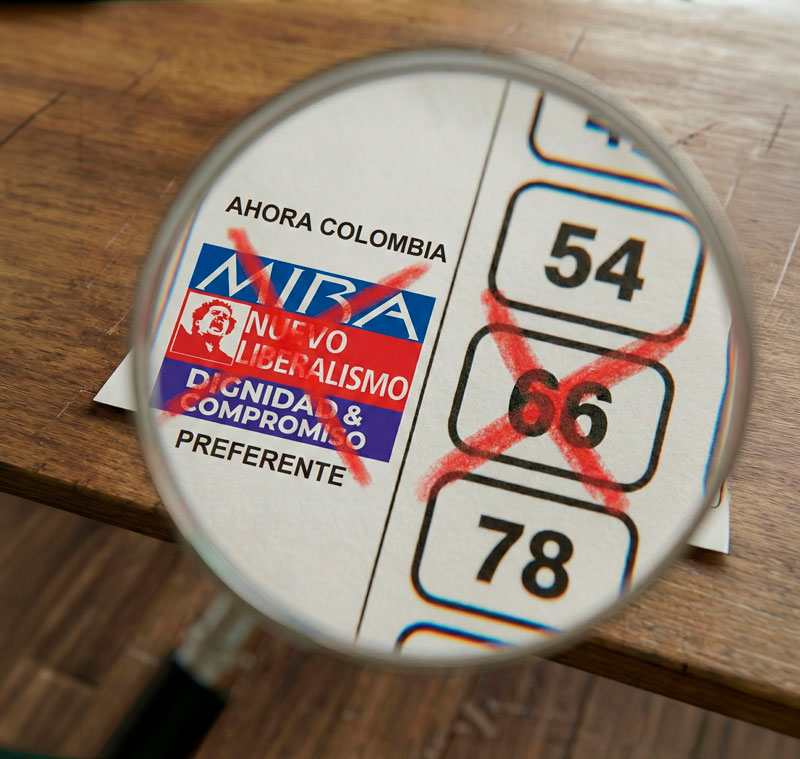 AHORA COLOMBIA
MIRA
NUEVO
LIBERALISMO
DIGNIDAD &
COMPROMISO
PREFERENTE
54
66
78